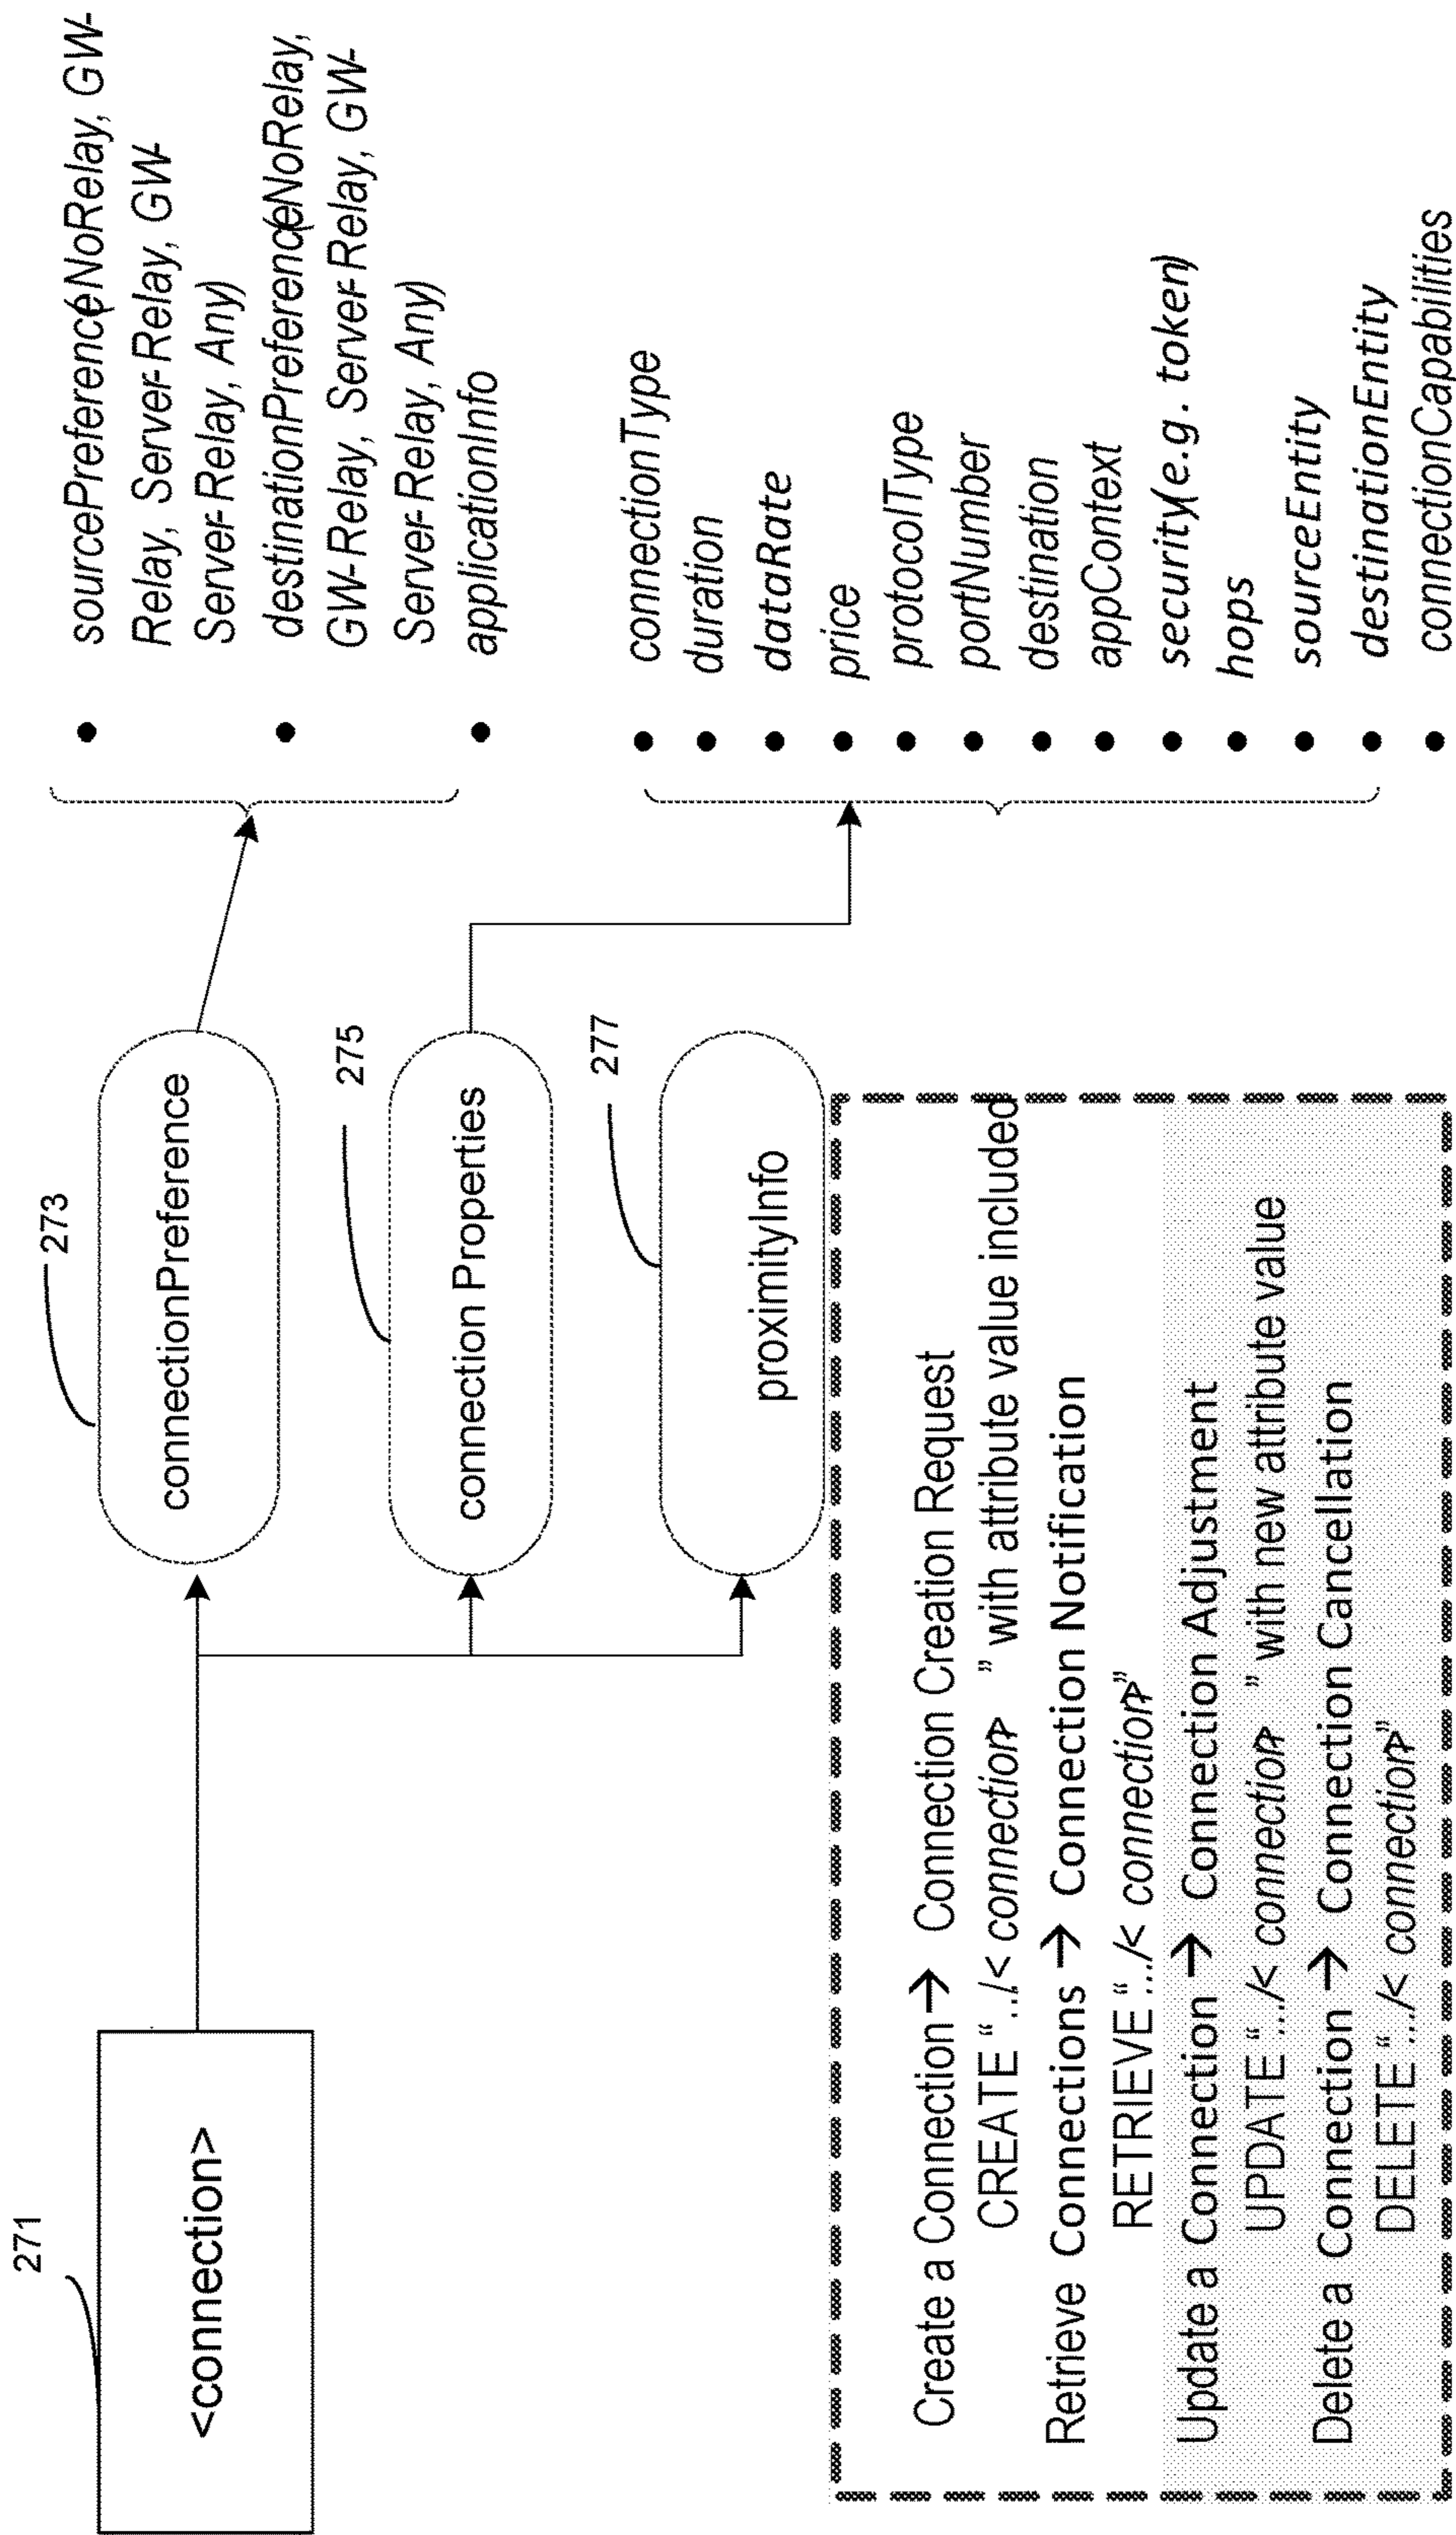 271
<connection>
273
connectionPreference
275
connection Properties
277
proximityInfo
• sourcePreference(NoRelay, GW-
Relay, Server-Relay, GW-
Server-Relay, Any)
• destinationPreference(NoRelay,
GW-Relay, Server-Relay, GW-
Server-Relay, Any)
• applicationInfo
• connectionType
• duration
• dataRate
• price
• protocolType
• portNumber
• destination
• appContext
• security(e.g. token)
• hops
• sourceEntity
• destinationEntity
• connectionCapabilities
Create a Connection → Connection Creation Request
CREATE “.../< connection> ” with attribute value included
Retrieve Connections → Connection Notification
RETRIEVE “.../< connection>”
Update a Connection → Connection Adjustment
UPDATE “.../< connection> ” with new attribute value
Delete a Connection → Connection Cancellation
DELETE “.../< connection>”